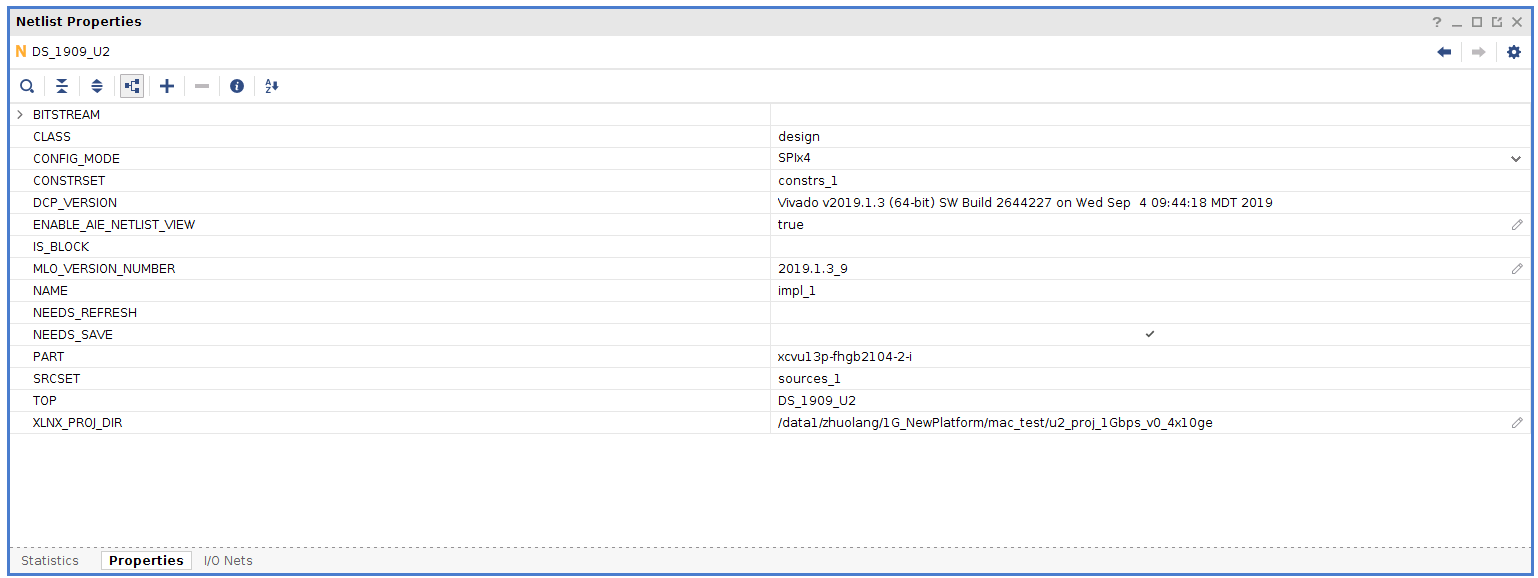 Netlist Properties
?
N DS_1909_U2
BITSTREAM
CLASS design
CONFIG_MODE SPIx4
CONSTRSET constrs_1
DCP_VERSION Vivado v2019.1.3 (64-bit) SW Build 2644227 on Wed Sep  4 09:44:18 MDT 2019
ENABLE_AIE_NETLIST_VIEW true
IS_BLOCK
MLO_VERSION_NUMBER 2019.1.3_9
NAME impl_1
NEEDS_REFRESH
NEEDS_SAVE
PART xcvu13p-fhgb2104-2-i
SRCSET sources_1
TOP DS_1909_U2
XLNX_PROJ_DIR /data1/zhuolang/1G_NewPlatform/mac_test/u2_proj_1Gbps_v0_4x10ge
Statistics Properties I/O Nets